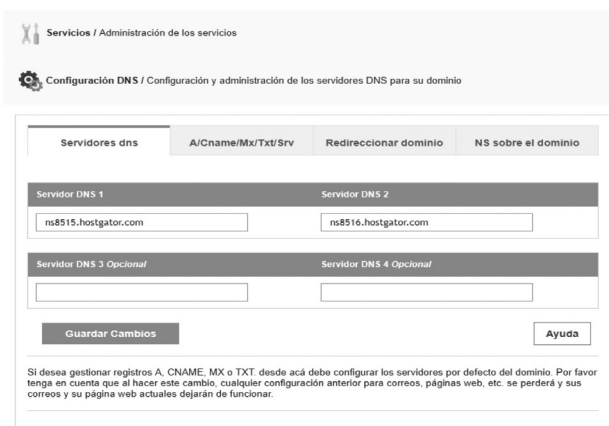 Servicios / Administración de los servicios
Configuración DNS / Configuración y administración de los servidores DNS para su dominio
Servidores dns A/Cname/Mx/Txt/Srv Redireccionar dominio NS sobre el dominio
Servidor DNS 1 Servidor DNS 2
ns8515.hostgator.com ns8516.hostgator.com
Servidor DNS 3 Opcional Servidor DNS 4 Opcional
Guardar Cambios Ayuda
Si desea gestionar registros A, CNAME, MX o TXT. desde acá debe configurar los servidores por defecto del dominio. Por favor
tenga en cuenta que al hacer este cambio, cualquier configuración anterior para correos, páginas web, etc. se perderá y sus
correos y su página web actuales dejarán de funcionar.